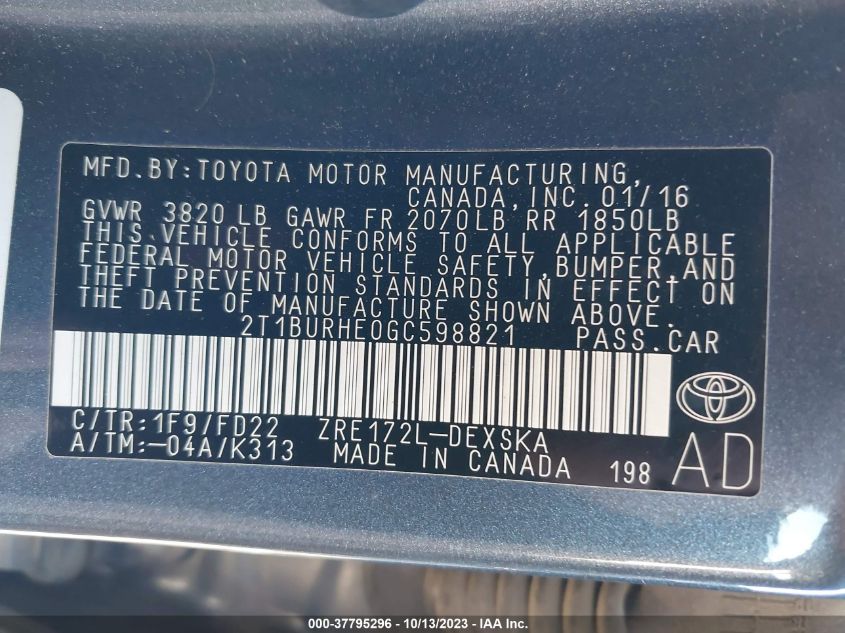 MFD.BY:TOYOTA MOTOR MANUFACTURING,
CANADA,INC.01/16
GVWR 3820 LB GAWR FR 2070LB RR 1850LB
THIS VEHICLE CONFORMS TO ALL APPLICABLE
FEDERAL MOTOR VEHICLE SAFETY,BUMPER,AND
THEFT PREVENTION STANDARDS IN EFFECT ON
THE DATE OF MANUFACTURE SHOWN ABOVE.
2T1BURHE0GC598821 PASS.CAR
C/TR:1F9/FD22 ZRE172L-DEXSKA
A/TM:-04A/K313 MADE IN CANADA 198 AD
000-37795296 - 10/13/2023 - IAA Inc.